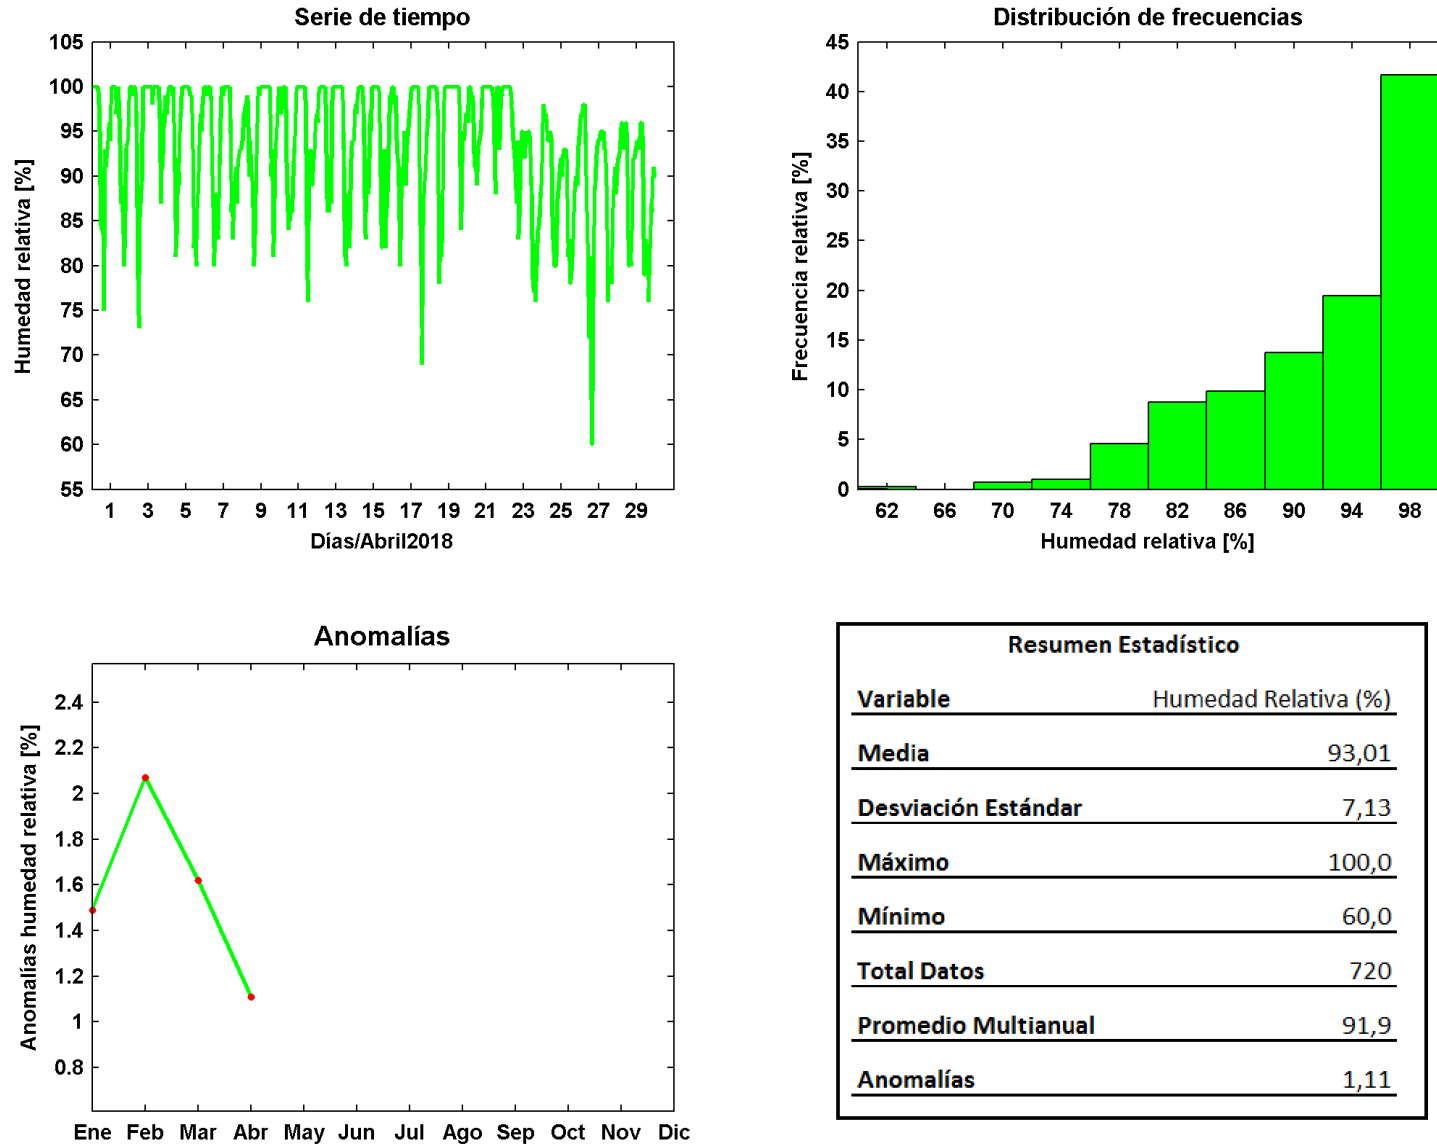 Serie de tiempo
105
100
95
90
85
80
75
70
65
60
55
Humedad relativa [%]
1 3 5 7 9 11 13 15 17 19 21 23 25 27 29
Días/Abril2018
Distribución de frecuencias
45
40
35
30
25
20
15
10
5
0
Frecuencia relativa [%]
62 66 70 74 78 82 86 90 94 98
Humedad relativa [%]
Anomalías
2.4
2.2
2
1.8
1.6
1.4
1.2
1
0.8
Anomalías humedad relativa [%]
Ene Feb Mar Abr May Jun Jul Ago Sep Oct Nov Dic
Resumen Estadístico
Variable Humedad Relativa (%)
Media 93,01
Desviación Estándar 7,13
Máximo 100,0
Mínimo 60,0
Total Datos 720
Promedio Multianual 91,9
Anomalías 1,11